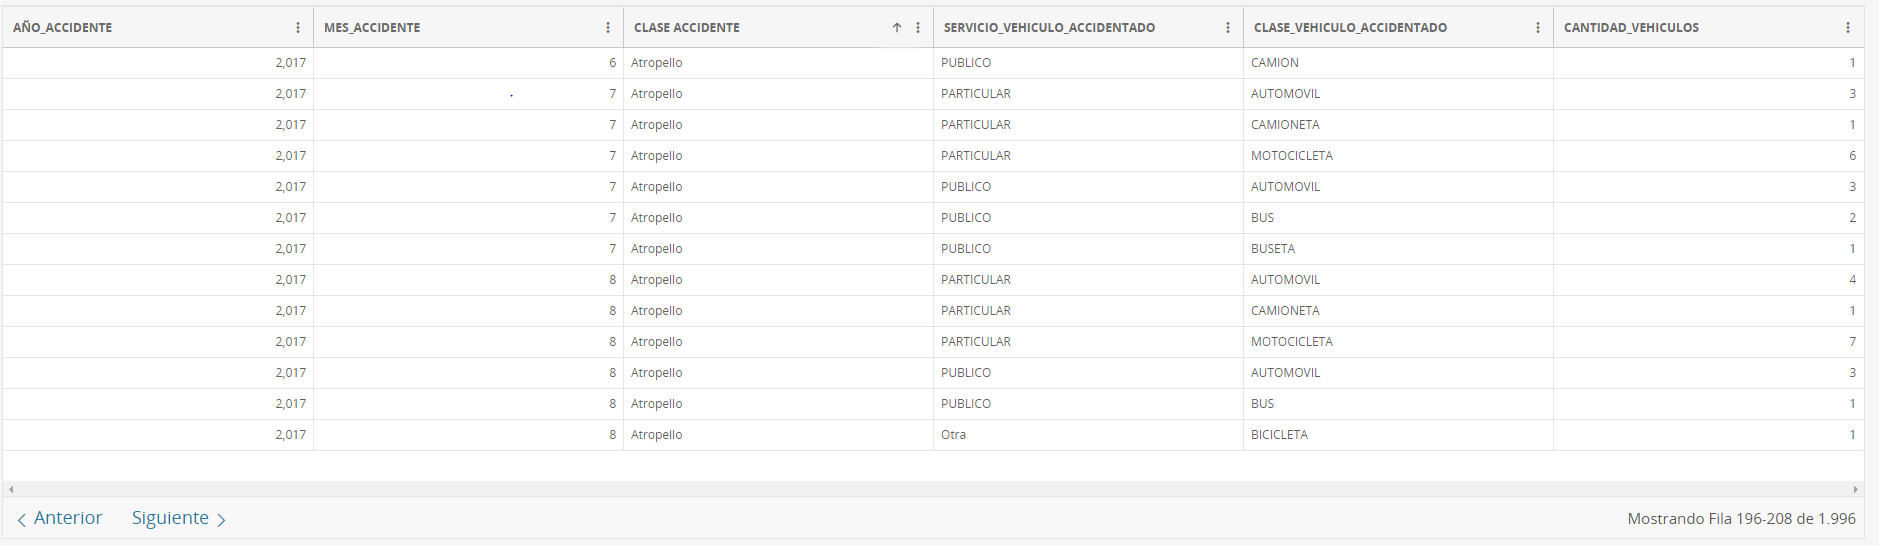 AÑO_ACCIDENTE MES_ACCIDENTE CLASE ACCIDENTE SERVICIO_VEHICULO_ACCIDENTADO CLASE_VEHICULO_ACCIDENTADO CANTIDAD_VEHICULOS
2,017 6 Atropello PUBLICO CAMION 1
2,017 7 Atropello PARTICULAR AUTOMOVIL 3
2,017 7 Atropello PARTICULAR CAMIONETA 1
2,017 7 Atropello PARTICULAR MOTOCICLETA 6
2,017 7 Atropello PUBLICO AUTOMOVIL 3
2,017 7 Atropello PUBLICO BUS 2
2,017 7 Atropello PUBLICO BUSETA 1
2,017 8 Atropello PARTICULAR AUTOMOVIL 4
2,017 8 Atropello PARTICULAR CAMIONETA 1
2,017 8 Atropello PARTICULAR MOTOCICLETA 7
2,017 8 Atropello PUBLICO AUTOMOVIL 3
2,017 8 Atropello PUBLICO BUS 1
2,017 8 Atropello Otra BICICLETA 1
Anterior Siguiente Mostrando Fila 196-208 de 1.996